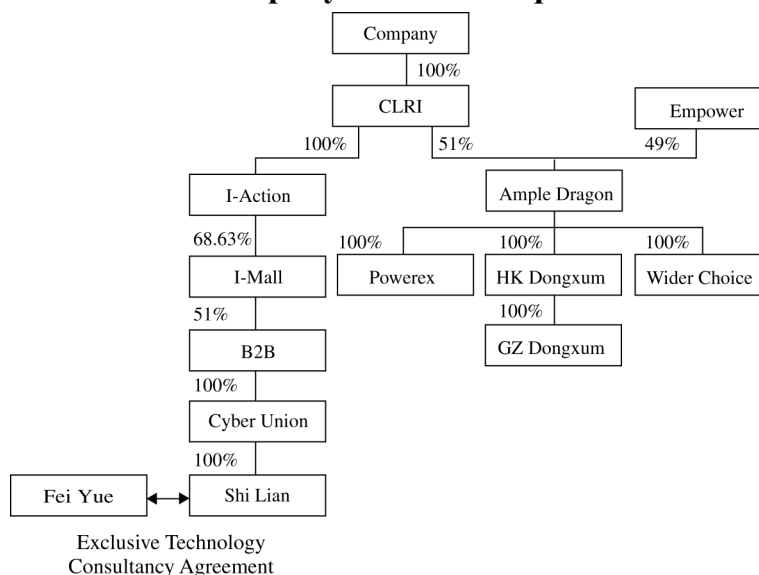 Company
100%
CLRI
Empower
100%
51%
49%
I-Action
Ample Dragon
68.63%
100%
100%
100%
I-Mall
Powerex
HK Dongxum
Wider Choice
51%
100%
B2B
GZ Dongxum
100%
Cyber Union
100%
Fei Yue
Shi Lian
Exclusive Technology
Consultancy Agreement